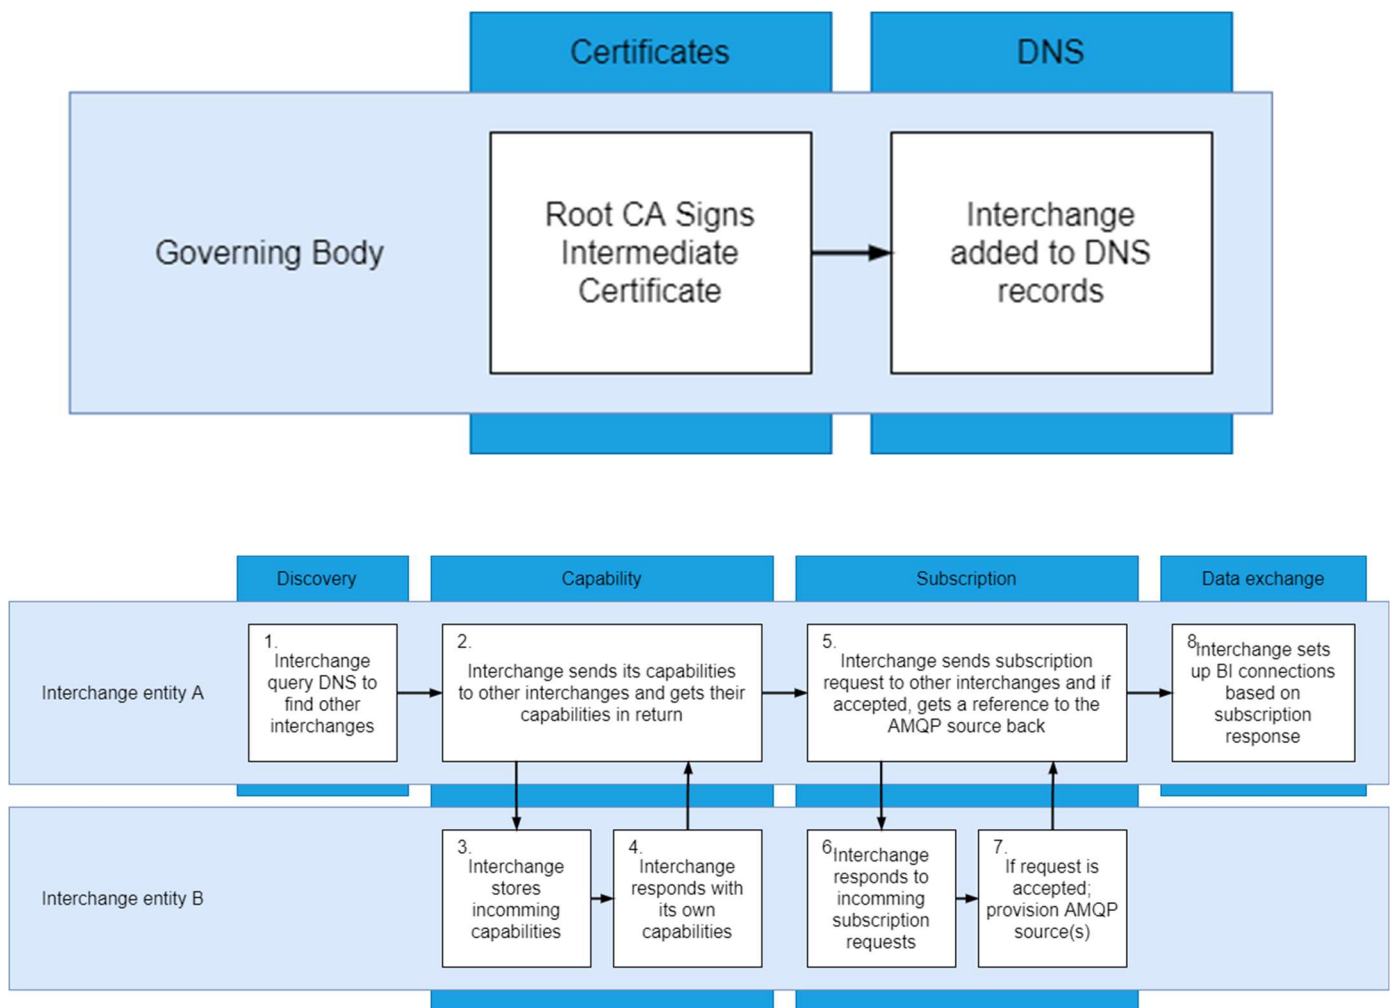 Certificates
DNS
Governing Body
Root CA Signs
Intermediate
Certificate
Interchange
added to DNS
records
Discovery
Capability
Subscription
Data exchange
Interchange entity A
1.
Interchange
query DNS to
find other
interchanges
2.
Interchange sends its capabilities
to other interchanges and gets their
capabilities in return
5.
Interchange sends subscription
request to other interchanges and if
accepted, gets a reference to the
AMQP source back
8.
Interchange sets
up BI connections
based on
subscription
response
Interchange entity B
3.
Interchange
stores
incomming
capabilities
4.
Interchange
responds with
its own
capabilities
6.
Interchange
responds to
incomming
subscription
requests
7.
If request is
accepted;
provision AMQP
source(s)